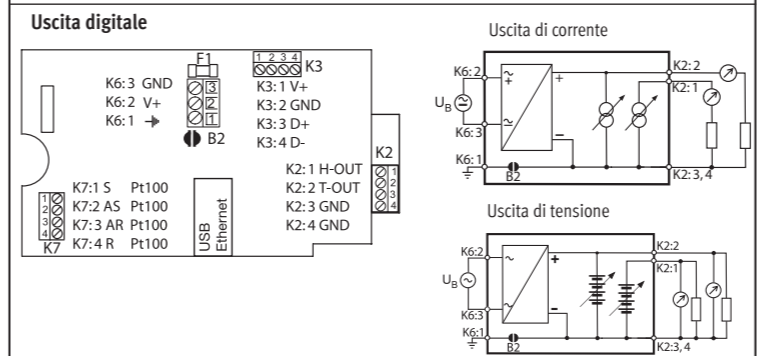 Uscita digitale
F1
1 2 3 4
K3
K6:3 GND
K6:2 V+
K6:1
3
2
1
B2
K3:1 V+
K3:2 GND
K3:3 D+
K3:4 D-
K2
K2:1 H-OUT
K2:2 T-OUT
K2:3 GND
K2:4 GND
1
2
3
4
1
2
3
4
K7
K7:1 S Pt100
K7:2 AS Pt100
K7:3 AR Pt100
K7:4 R Pt100
USB
Ethernet
Uscita di corrente
K6:2
UB
K6:3
K6:1
B2
+
+
−
K2:2
K2:1
K2:3, 4
Uscita di tensione
K6:2
UB
K6:3
K6:1
B2
+
−
K2:2
K2:1
K2:3, 4